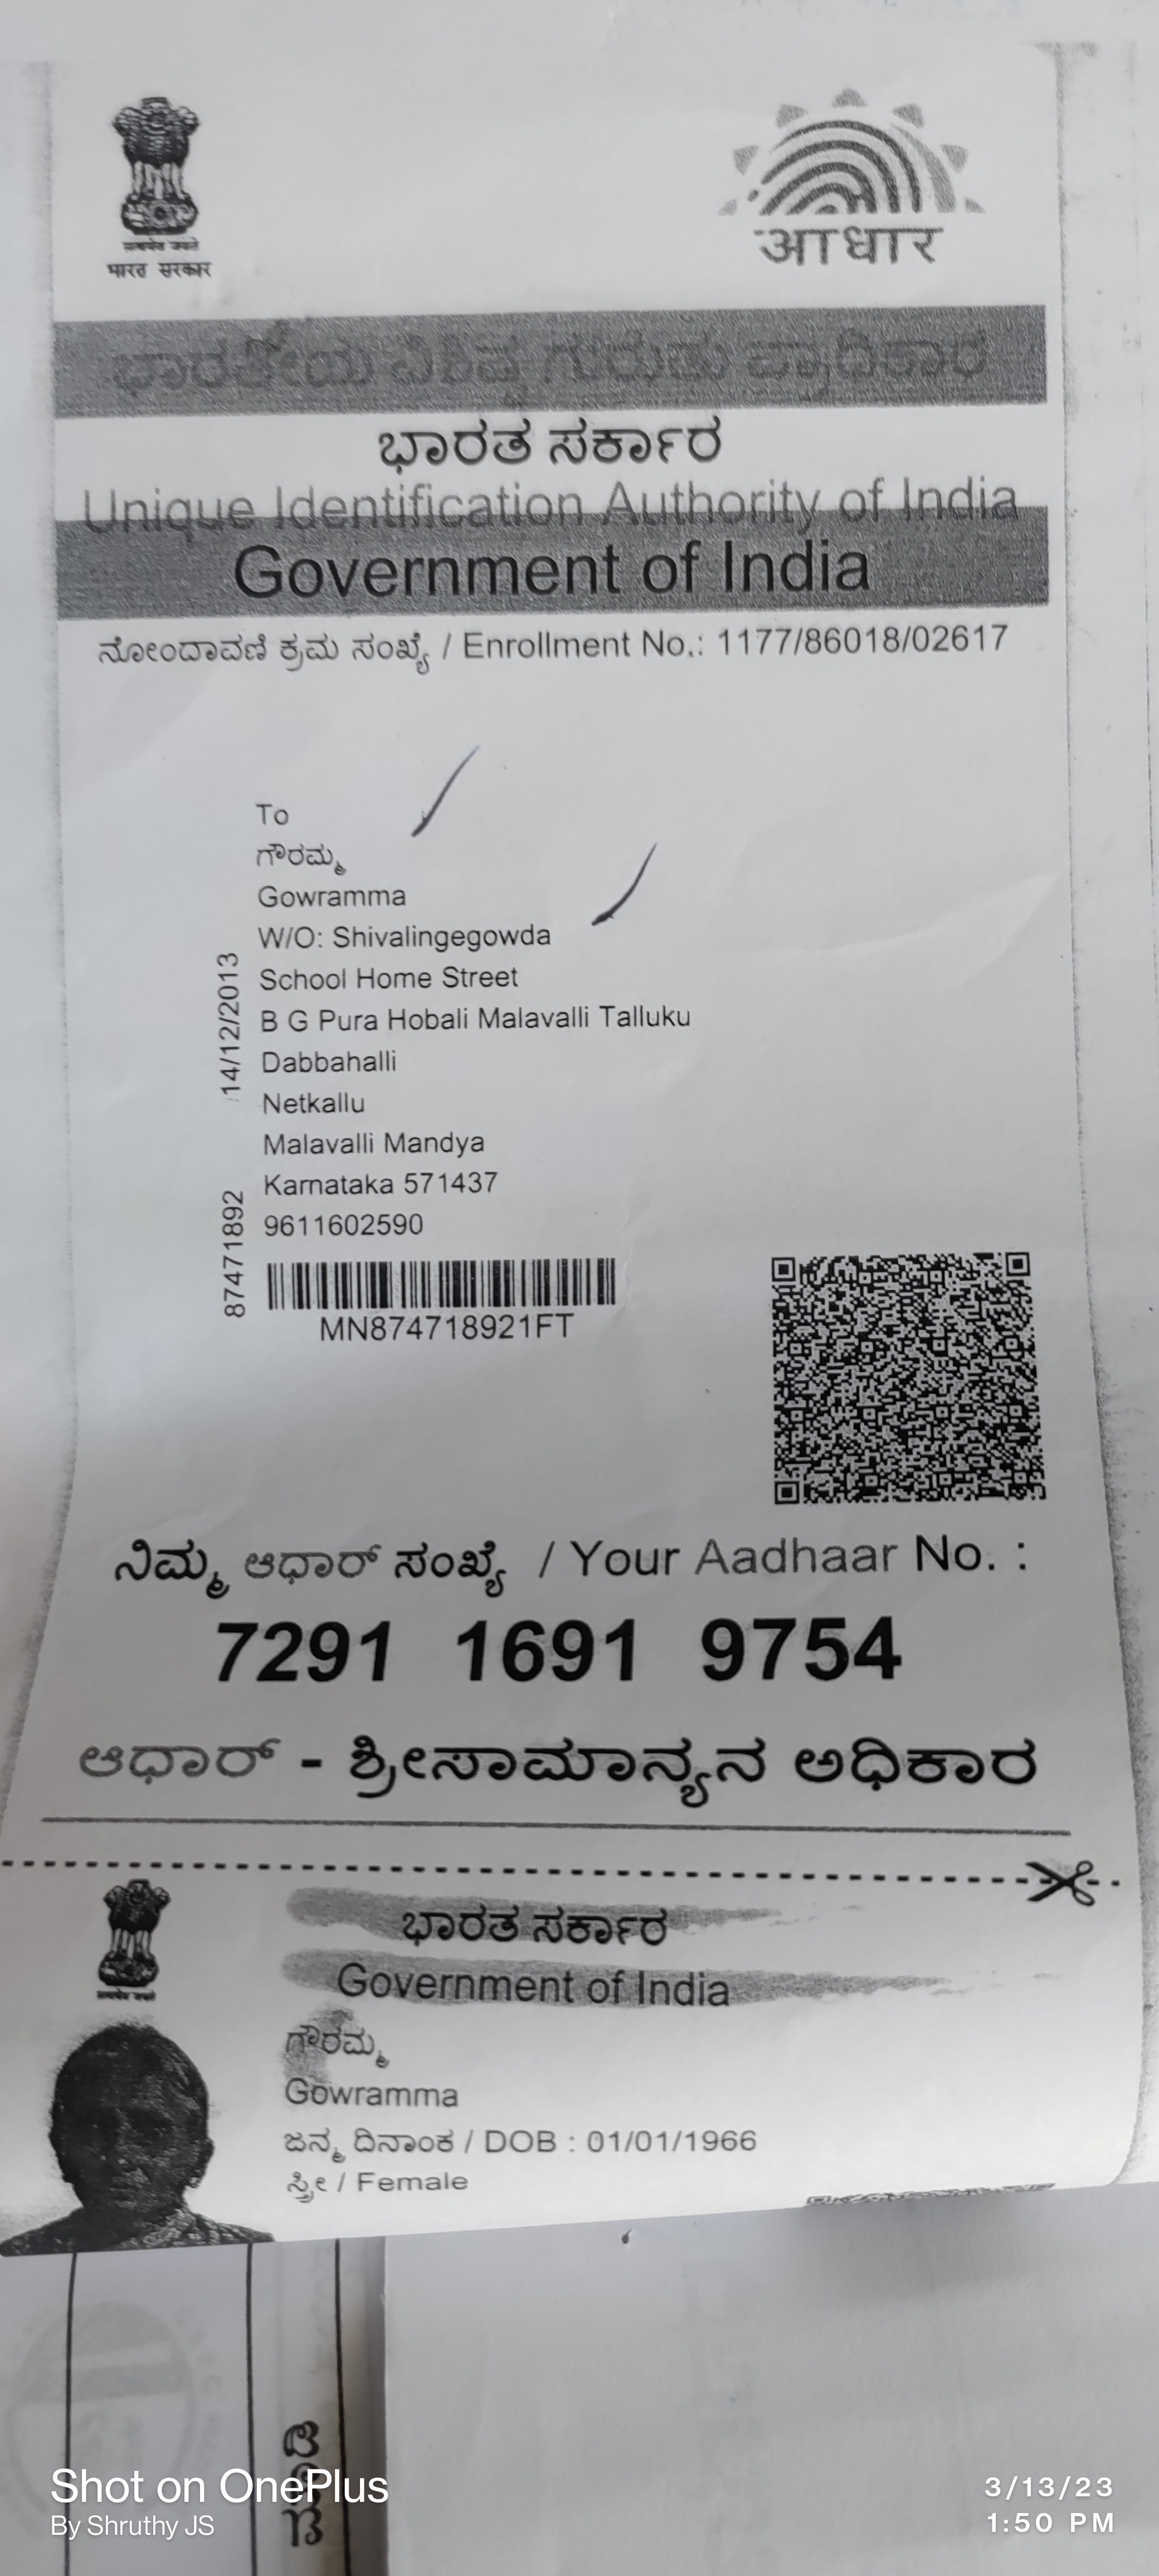 सत्यमेव जयते
भारत सरकार
आधार
ಭಾರತೀಯ ವಿಶಿಷ್ಟ ಗುರುತು ಪ್ರಾಧಿಕಾರ
ಭಾರತ ಸರ್ಕಾರ
Unique Identification Authority of India
Government of India
ನೋಂದಾವಣಿ ಕ್ರಮ ಸಂಖ್ಯೆ / Enrollment No.: 1177/86018/02617
To
ಗೌರಮ್ಮ
Gowramma
W/O: Shivalingegowda
School Home Street
B G Pura Hobali Malavalli Talluku
Dabbahalli
Netkallu
Malavalli Mandya
Karnataka 571437
9611602590
14/12/2013
87471892
MN874718921FT
ನಿಮ್ಮ ಆಧಾರ್ ಸಂಖ್ಯೆ / Your Aadhaar No. :
7291 1691 9754
ಆಧಾರ್ - ಶ್ರೀಸಾಮಾನ್ಯನ ಅಧಿಕಾರ
ಭಾರತ ಸರ್ಕಾರ
Government of India
ಗೌರಮ್ಮ
Gowramma
ಜನ್ಮ ದಿನಾಂಕ / DOB : 01/01/1966
ಸ್ತ್ರೀ / Female
Shot on OnePlus
By Shruthy JS
3/13/23
1:50 PM